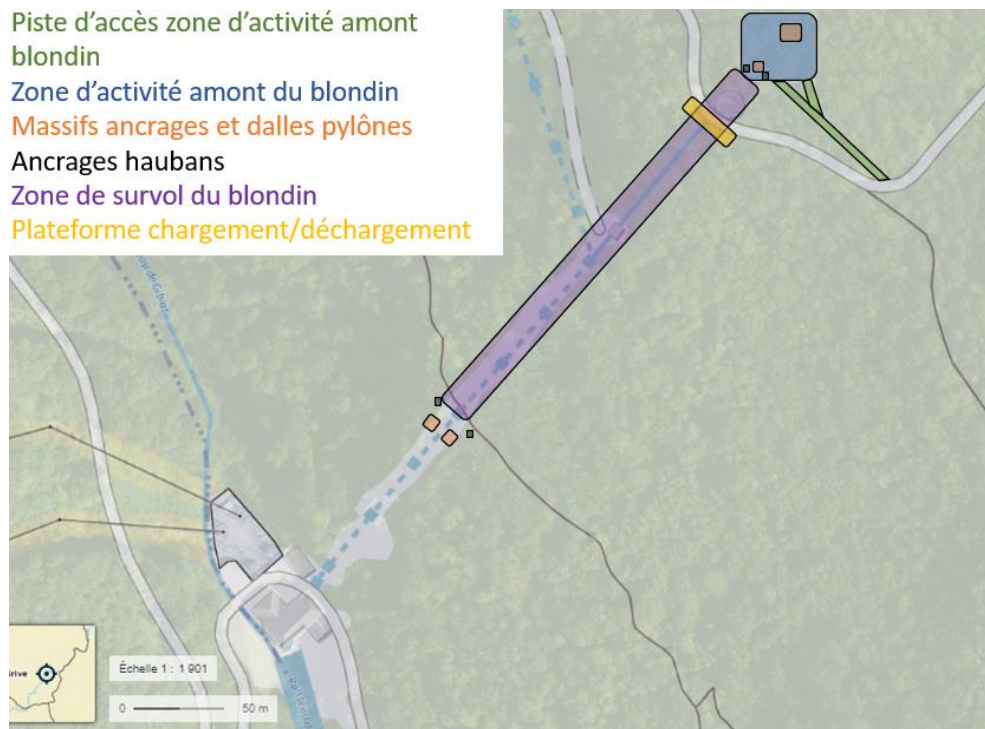 Piste d'accès zone d'activité amont
blondin
Zone d'activité amont du blondin
Massifs ancrages et dalles pylônes
Ancrages haubans
Zone de survol du blondin
Plateforme chargement/déchargement
Échelle 1 : 1 901
0 50 m